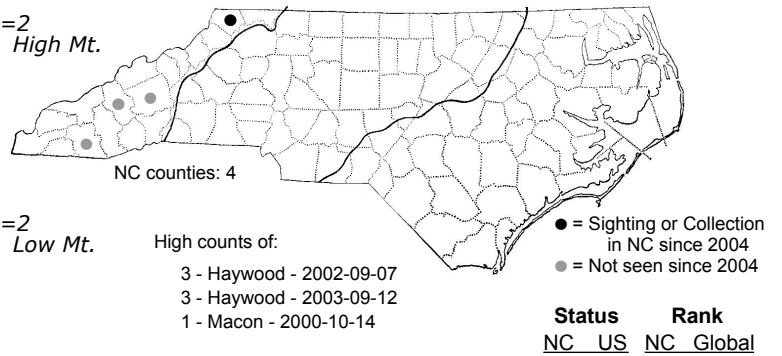 =2
High Mt.
NC counties: 4
=2
Low Mt.
High counts of:
3 - Haywood - 2002-09-07
3 - Haywood - 2003-09-12
1 - Macon - 2000-10-14
● = Sighting or Collection
in NC since 2004
● = Not seen since 2004
Status Rank
NC US NC Global